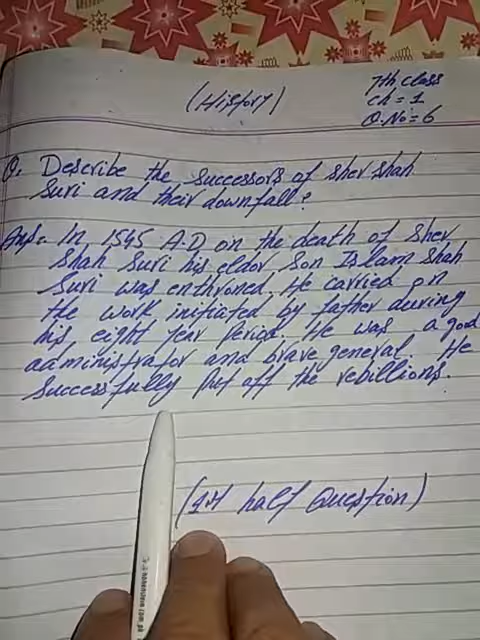 (History)
7th Class
Ch = 1
Q.No = 6
Q. Describe the successors of Sher Shah
Suri and their downfall?
Ans:- In 1545 A.D on the death of Sher
Shah Suri his eldor Son Islam Shah
Suri was enthroned. He carried on
the work initiated by father during
his eight year Period. He was a good
administrator and brave general. He
Successfully Put off the rebillions.
(1st half Question)